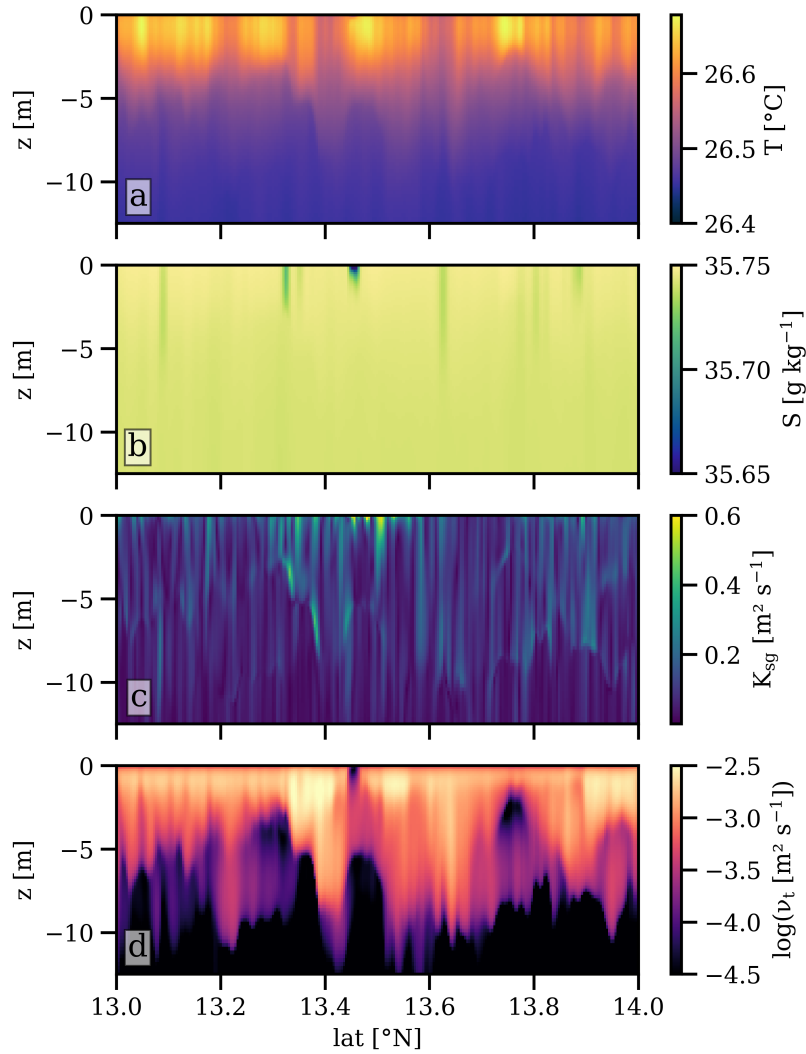 0
−5
−10
z [m]
a
26.6
26.5
26.4
T [°C]
0
−5
−10
z [m]
b
35.75
35.70
35.65
S [g kg⁻¹]
0
−5
−10
z [m]
c
0.6
0.4
0.2
Kₛg [m² s⁻¹]
0
−5
−10
z [m]
d
−2.5
−3.0
−3.5
−4.0
−4.5
log(νₜ [m² s⁻¹])
13.0 13.2 13.4 13.6 13.8 14.0
lat [°N]